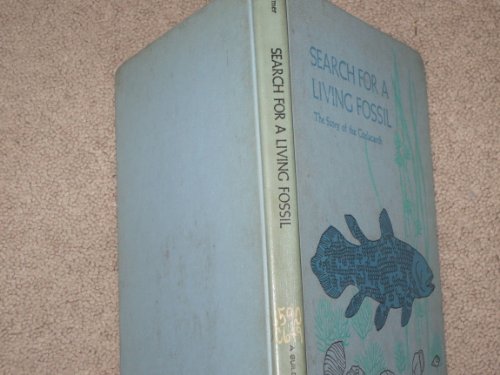 SEARCH FOR A LIVING FOSSIL
SEARCH FOR A
LIVING FOSSIL
The Story of the Coelacanth